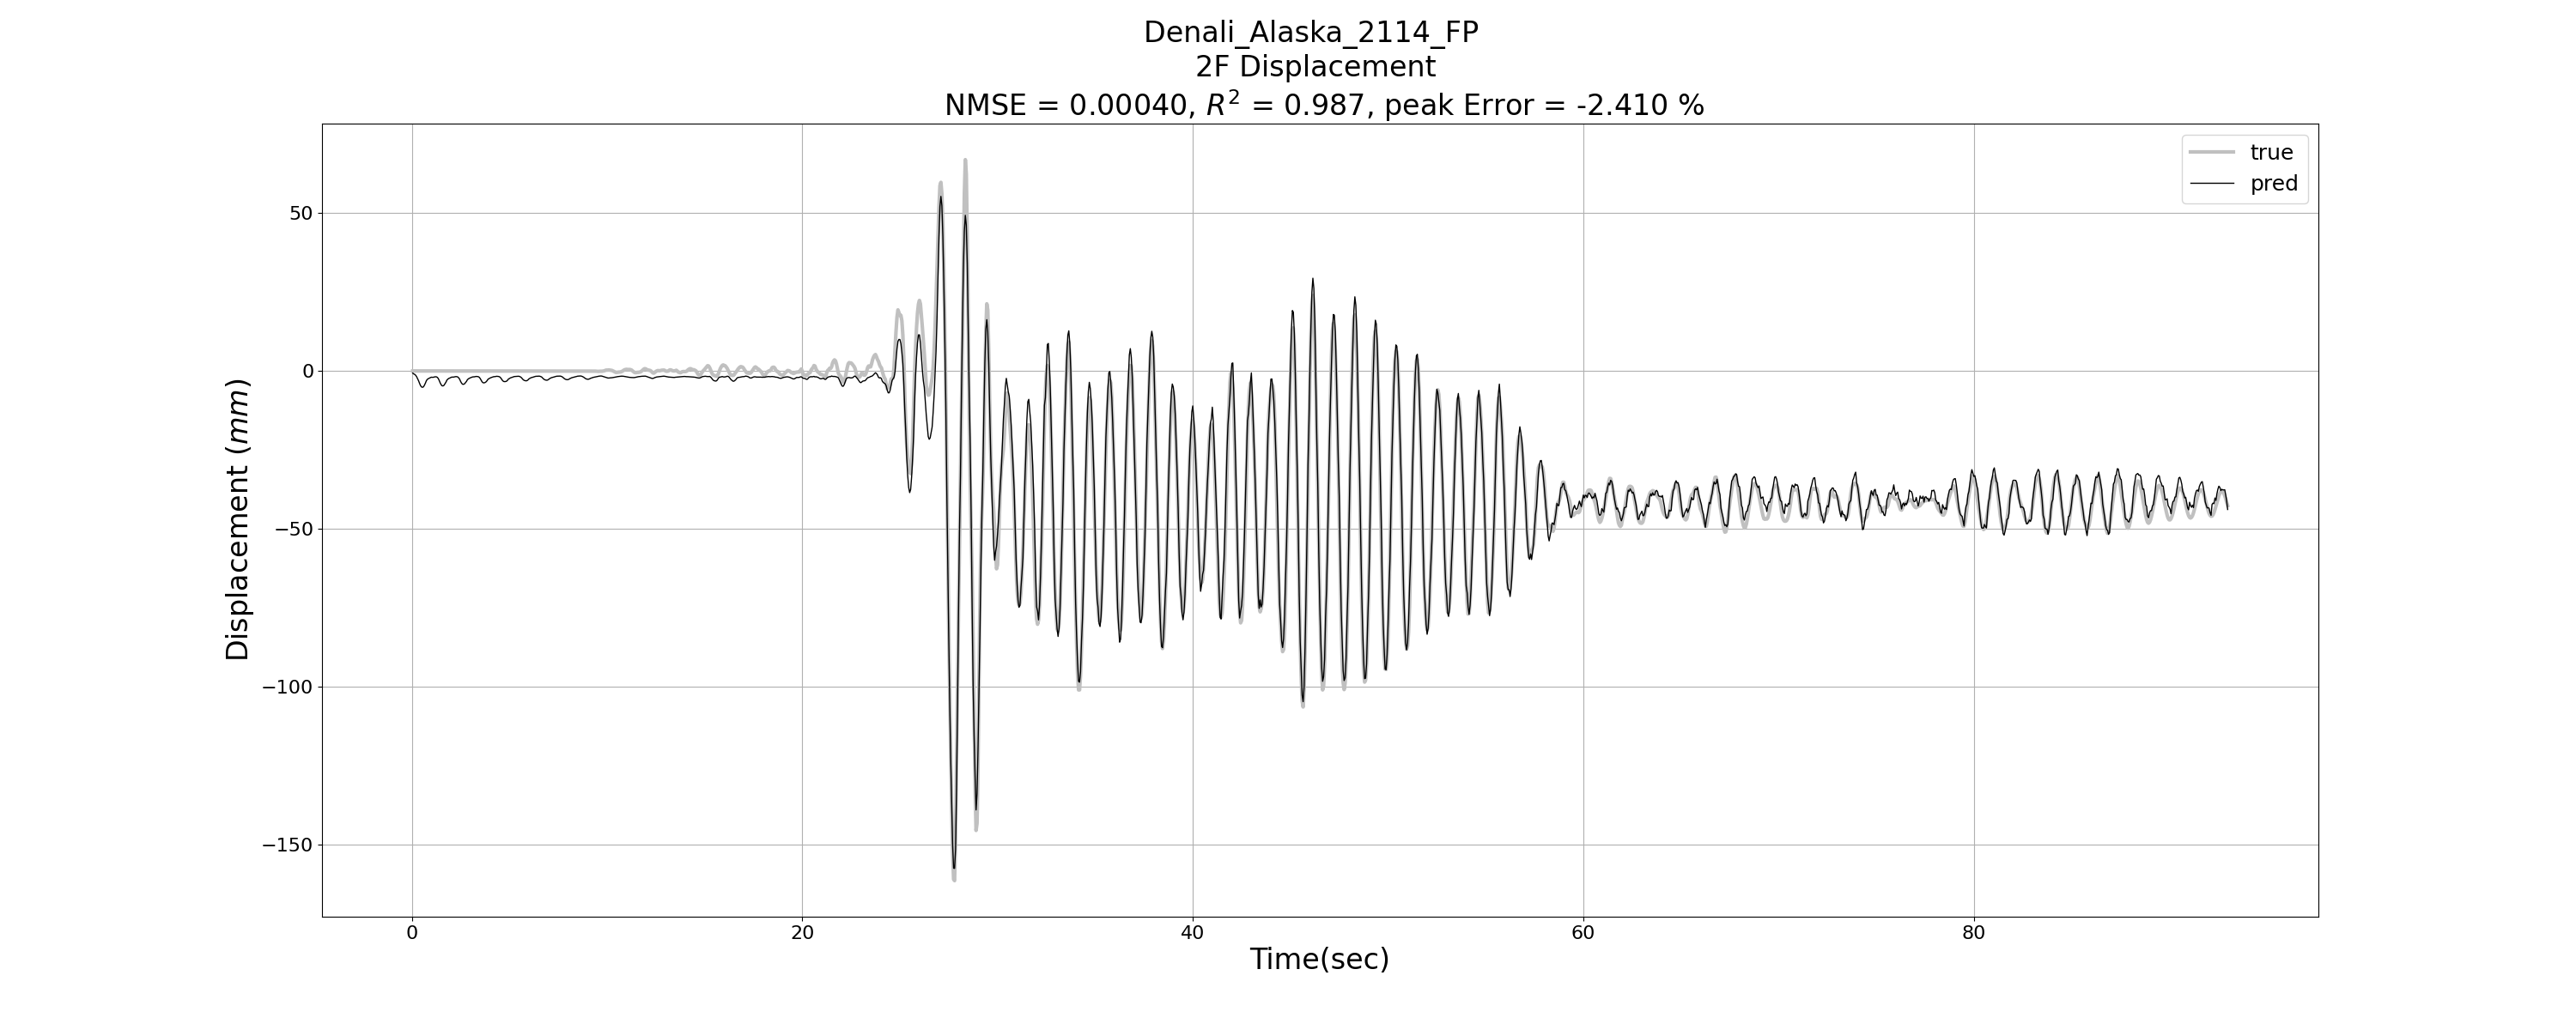 Denali_Alaska_2114_FP
2F Displacement
NMSE = 0.00040, R² = 0.987, peak Error = -2.410 %
true
pred
50
0
−50
−100
−150
Displacement (mm)
0 20 40 60 80
Time(sec)